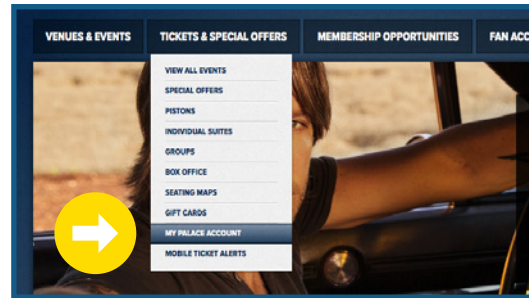 VENUES & EVENTS TICKETS & SPECIAL OFFERS MEMBERSHIP OPPORTUNITIES FAN ACC
VIEW ALL EVENTS
SPECIAL OFFERS
PISTONS
INDIVIDUAL SUITES
GROUPS
BOX OFFICE
SEATING MAPS
GIFT CARDS
MY PALACE ACCOUNT
MOBILE TICKET ALERTS